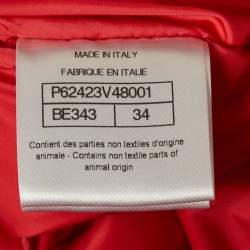 MADE IN ITALY
FABRIQUE EN ITALIE
P62423V48001
BE343 34
Contient des parties non textiles d'origine
animale - Contains non textile parts of
animal origin